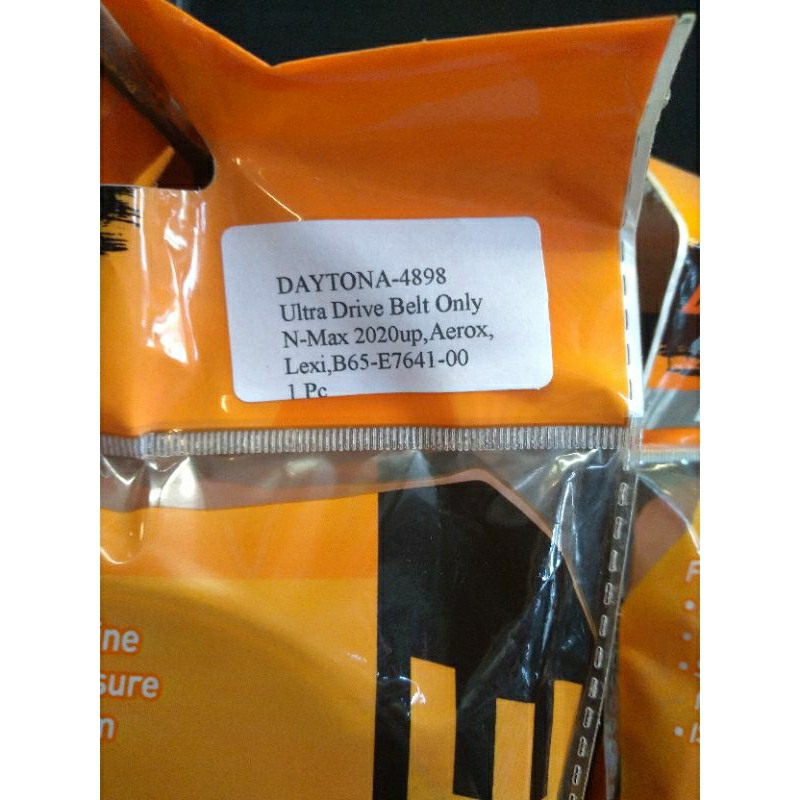 DAYTONA-4898
Ultra Drive Belt Only
N-Max 2020up,Aerox,
Lexi,B65-E7641-00
1 Pc
ine
sure
n
F